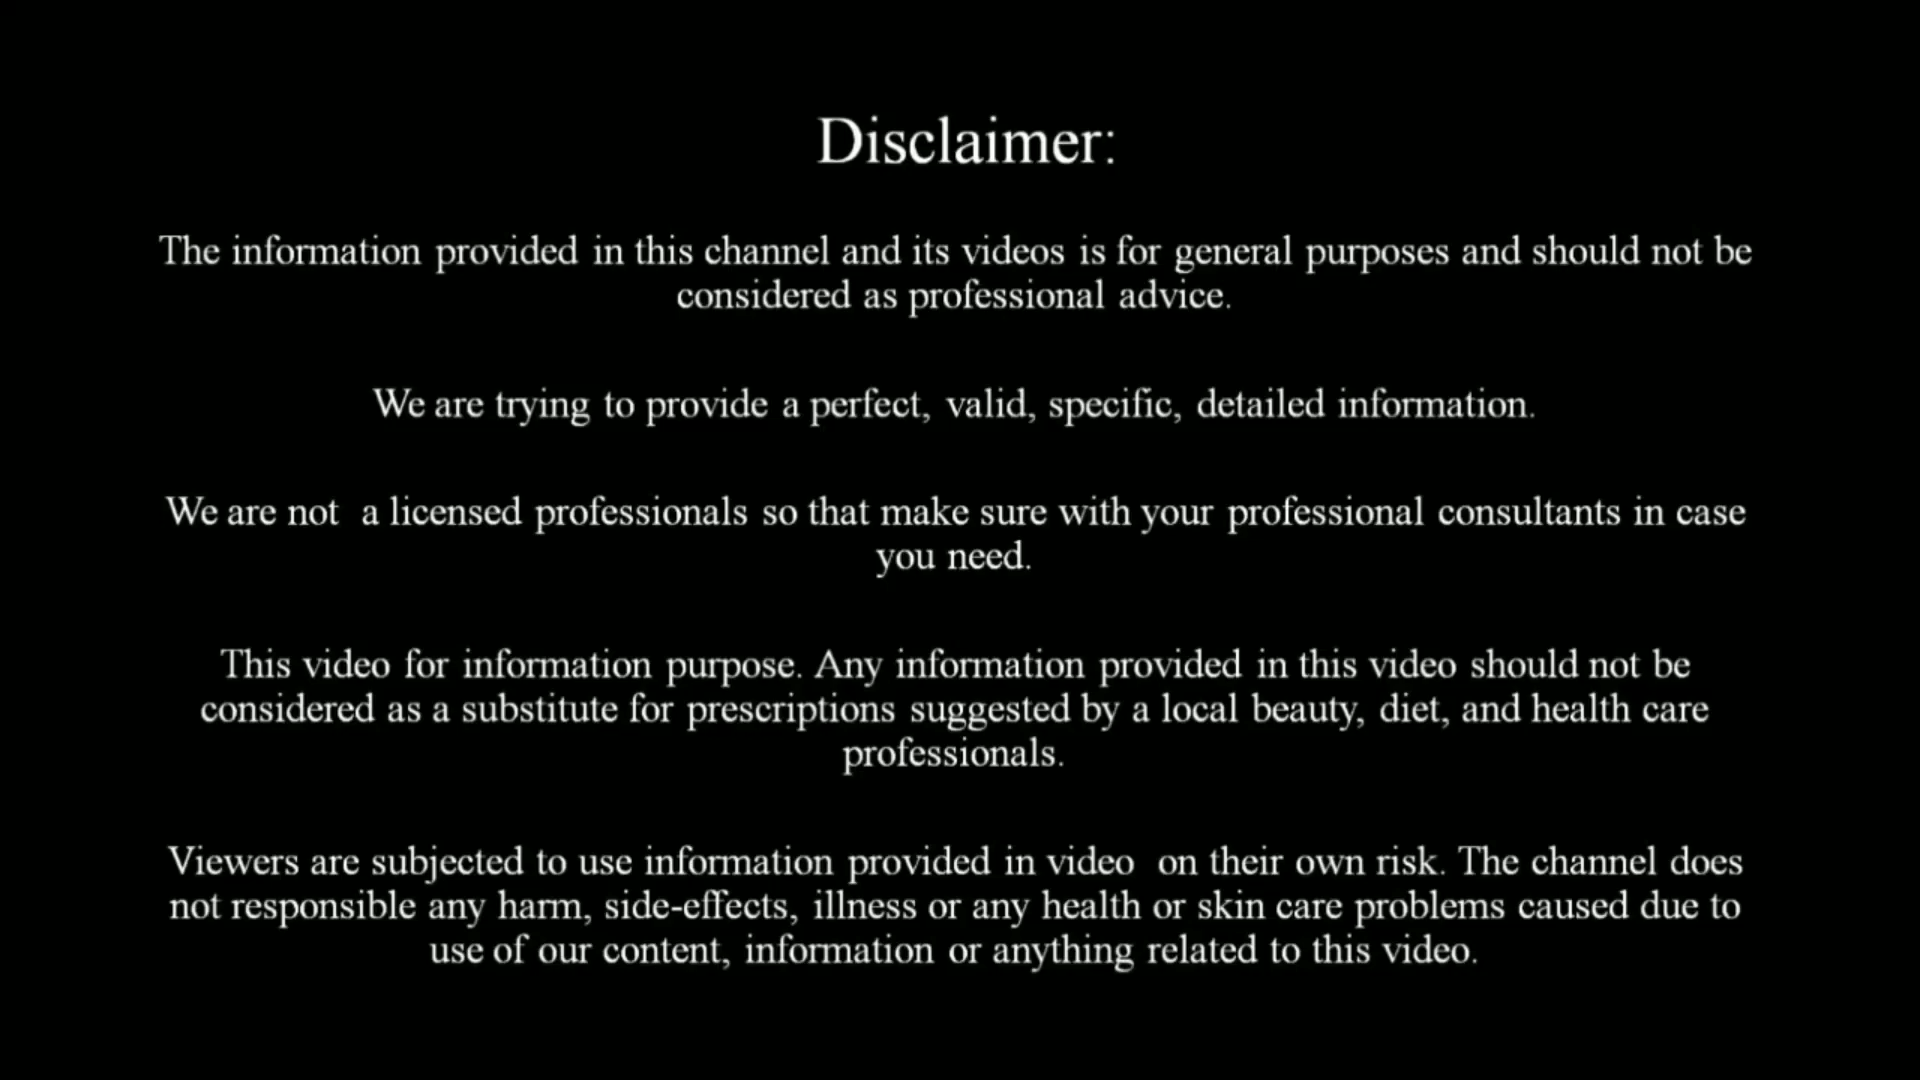 Disclaimer:
The information provided in this channel and its videos is for general purposes and should not be
considered as professional advice.
We are trying to provide a perfect, valid, specific, detailed information.
We are not  a licensed professionals so that make sure with your professional consultants in case
you need.
This video for information purpose. Any information provided in this video should not be
considered as a substitute for prescriptions suggested by a local beauty, diet, and health care
professionals.
Viewers are subjected to use information provided in video  on their own risk. The channel does
not responsible any harm, side-effects, illness or any health or skin care problems caused due to
use of our content, information or anything related to this video.